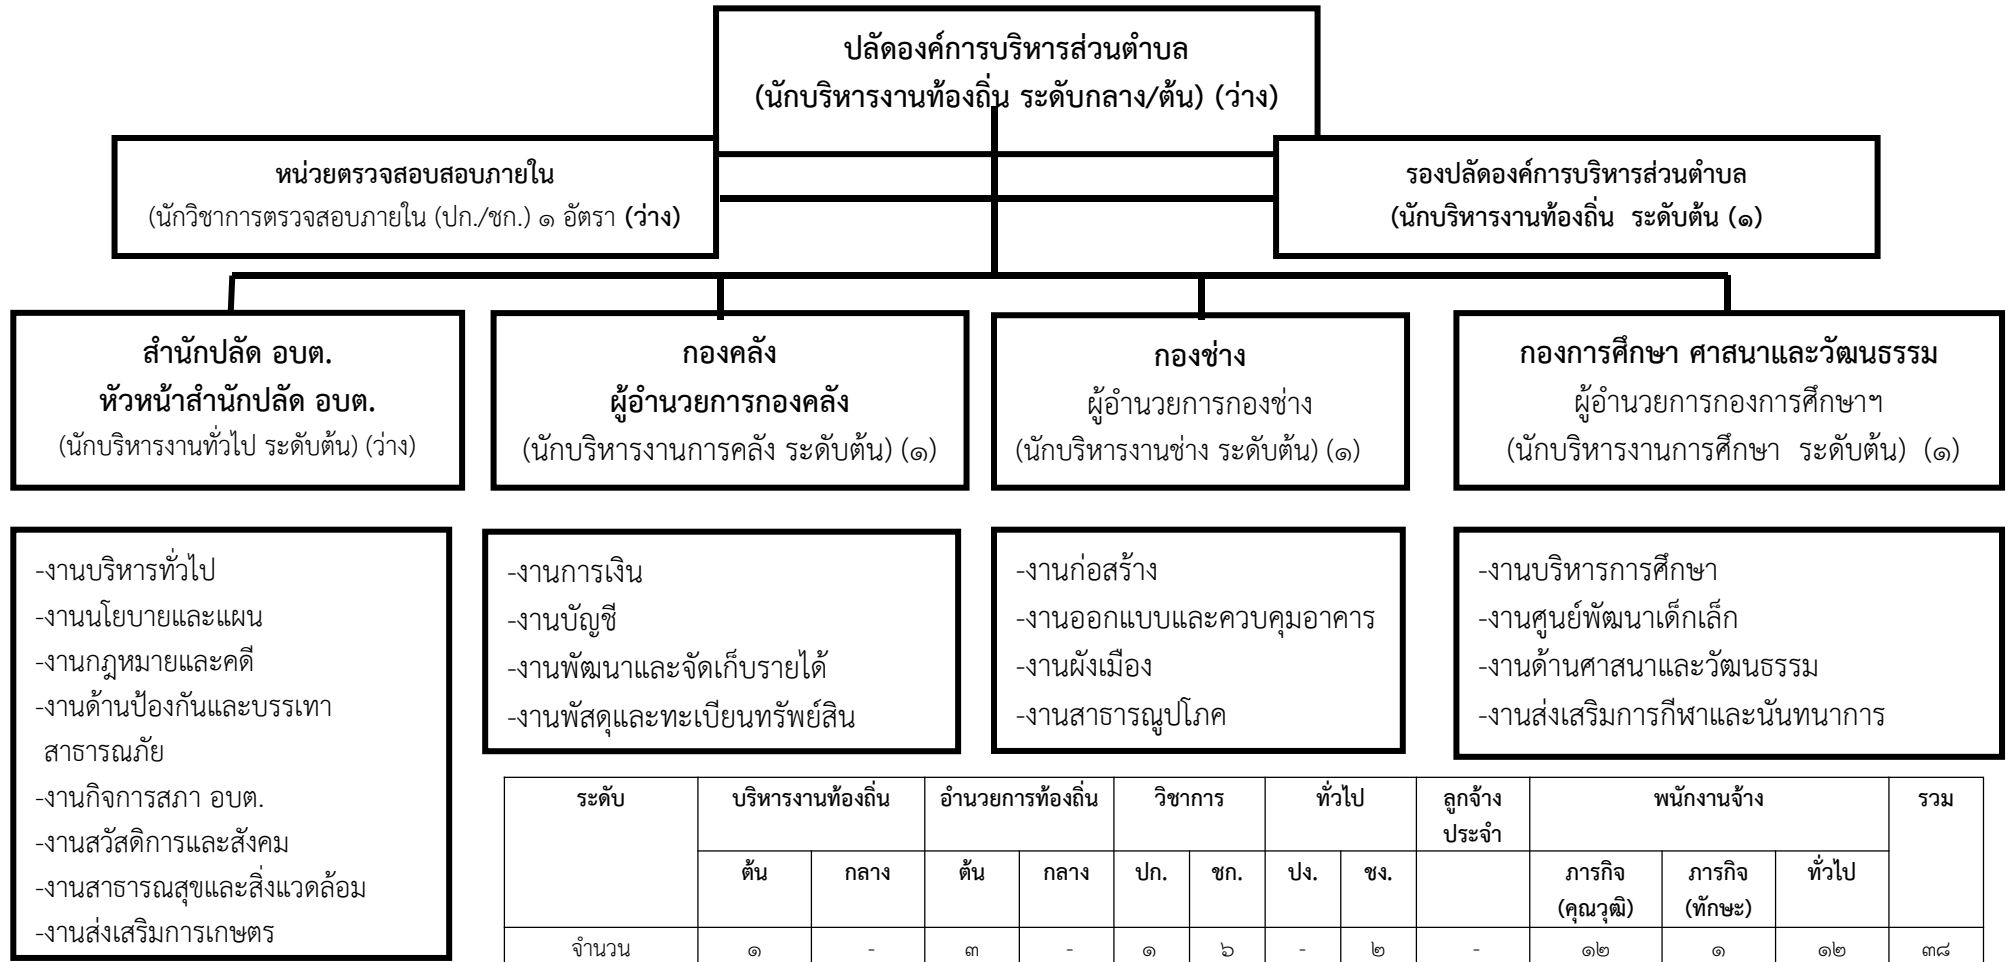 ปลัดองค์การบริหารส่วนตำบล
(นักบริหารงานท้องถิ่น ระดับกลาง/ต้น) (ว่าง)
หน่วยตรวจสอบสอบภายใน
(นักวิชาการตรวจสอบภายใน (ปก./ชก.) ๑ อัตรา (ว่าง)
รองปลัดองค์การบริหารส่วนตำบล
(นักบริหารงานท้องถิ่น ระดับต้น (๑)
สำนักปลัด อบต.
หัวหน้าสำนักปลัด อบต.
(นักบริหารงานทั่วไป ระดับต้น) (ว่าง)
กองคลัง
ผู้อำนวยการกองคลัง
(นักบริหารงานการคลัง ระดับต้น) (๑)
กองช่าง
ผู้อำนวยการกองช่าง
(นักบริหารงานช่าง ระดับต้น) (๑)
กองการศึกษา ศาสนาและวัฒนธรรม
ผู้อำนวยการกองการศึกษาฯ
(นักบริหารงานการศึกษา ระดับต้น) (๑)
-งานบริหารทั่วไป
-งานนโยบายและแผน
-งานกฎหมายและคดี
-งานด้านป้องกันและบรรเทา
สาธารณภัย
-งานกิจการสภา อบต.
-งานสวัสดิการและสังคม
-งานสาธารณสุขและสิ่งแวดล้อม
-งานส่งเสริมการเกษตร
-งานการเงิน
-งานบัญชี
-งานพัฒนาและจัดเก็บรายได้
-งานพัสดุและทะเบียนทรัพย์สิน
-งานก่อสร้าง
-งานออกแบบและควบคุมอาคาร
-งานผังเมือง
-งานสาธารณูปโภค
-งานบริหารการศึกษา
-งานศูนย์พัฒนาเด็กเล็ก
-งานด้านศาสนาและวัฒนธรรม
-งานส่งเสริมการกีฬาและนันทนาการ
ระดับ บริหารงานท้องถิ่น อำนวยการท้องถิ่น วิชาการ ทั่วไป ลูกจ้าง พนักงานจ้าง รวม
ประจำ
ต้น กลาง ต้น กลาง ปก. ชก. ปง. ชง. ภารกิจ ภารกิจ ทั่วไป
(คุณวุฒิ) (ทักษะ)
จำนวน ๑ - ๓ - ๑ ๖ - ๒ - ๑๒ ๑ ๑๒ ๓๘